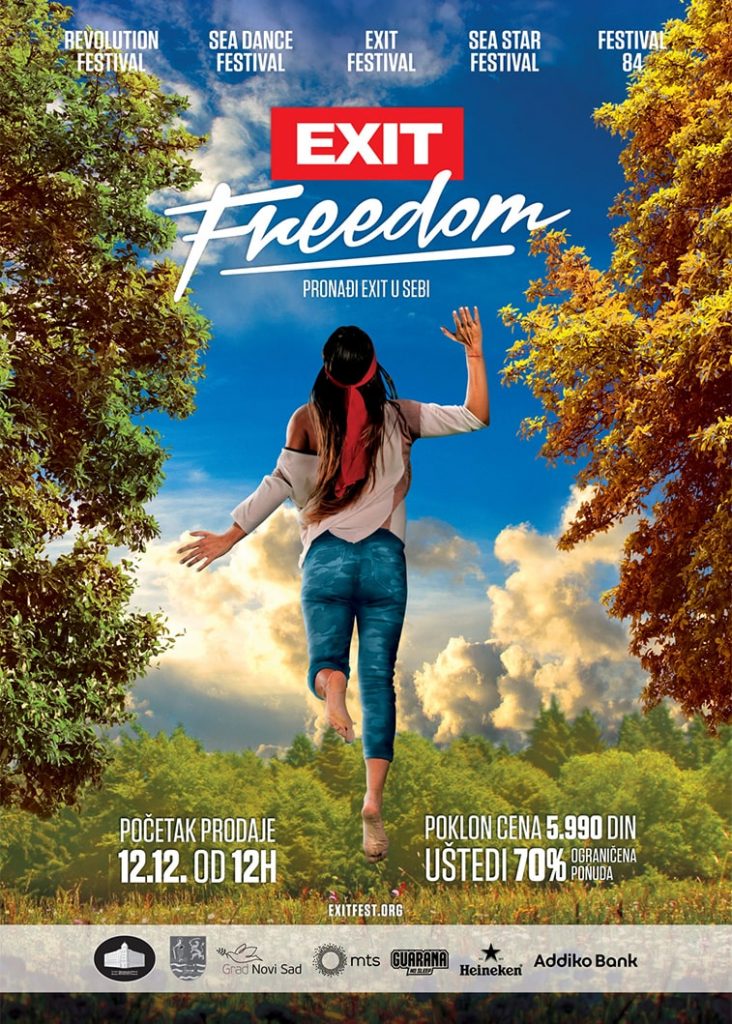 REVOLUTION
FESTIVAL
SEA DANCE
FESTIVAL
EXIT
FESTIVAL
SEA STAR
FESTIVAL
FESTIVAL
84
EXIT
Freedom
PRONAĐI EXIT U SEBI
POČETAK PRODAJE
12.12. OD 12H
POKLON CENA 5.990 DIN
UŠTEDI 70% OGRANIČENA
PONUDA
EXITFEST.ORG
Grad Novi Sad
mts
GUARANA
NO SLEEP
Heineken
Addiko Bank